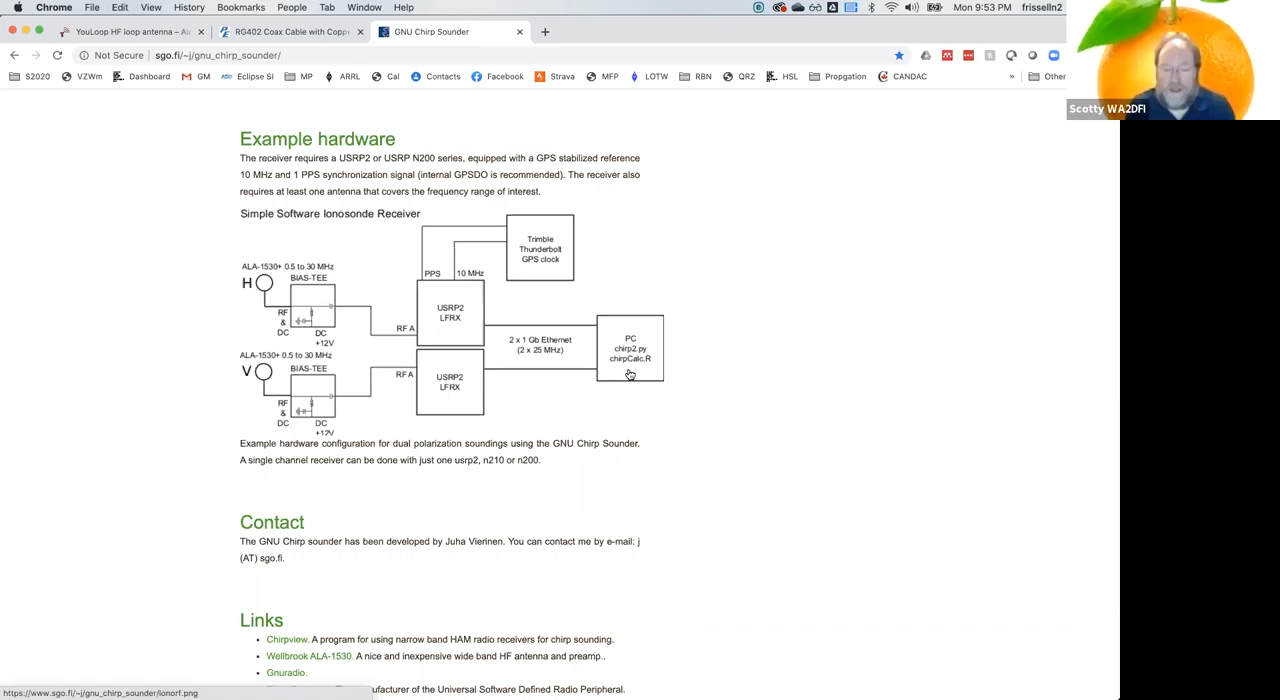 Chrome File Edit View History Bookmarks People Tab Window Help Mon 9:53 PM frisselln2
YouLoop HF loop antenna – Ai RG402 Coax Cable with Copp GNU Chirp Sounder
Not Secure sgo.fi/~j/gnu_chirp_sounder/
S2020 VZWm Dashboard GM Eclipse SI MP ARRL Cal Contacts Facebook Strava MFP LOTW RBN QRZ HSL Propgation CANDAC » Other
Scotty WA2DFI
Example hardware
The receiver requires a USRP2 or USRP N200 series, equipped with a GPS stabilized reference
10 MHz and 1 PPS synchronization signal (internal GPSDO is recommended). The receiver also
requires at least one antenna that covers the frequency range of interest.
Simple Software Ionosonde Receiver
Trimble
Thunderbolt
GPS clock
PPS 10 MHz
ALA-1530+ 0.5 to 30 MHz
BIAS-TEE
H
RF
&
DC
DC
+12V
RF A
USRP2
LFRX
2 x 1 Gb Ethernet
(2 x 25 MHz)
PC
chirp2.py
chirpCalc.R
ALA-1530+ 0.5 to 30 MHz
BIAS-TEE
V
RF
&
DC
DC
+12V
RF A
USRP2
LFRX
Example hardware configuration for dual polarization soundings using the GNU Chirp Sounder.
A single channel receiver can be done with just one usrp2, n210 or n200.
Contact
The GNU Chirp sounder has been developed by Juha Vierinen. You can contact me by e-mail: j
(AT) sgo.fi.
Links
• Chirpview. A program for using narrow band HAM radio receivers for chirp sounding.
• Wellbrook ALA-1530. A nice and inexpensive wide band HF antenna and preamp..
• Gnuradio.
ufacturer of the Universal Software Defined Radio Peripheral.
https://www.sgo.fi/~j/gnu_chirp_sounder/ionorf.png